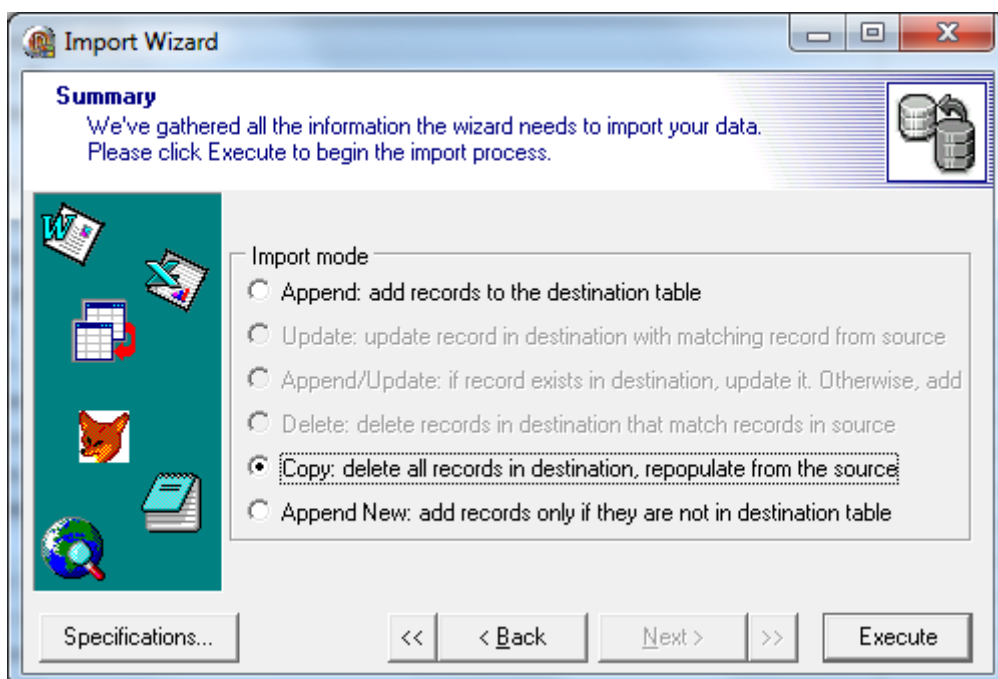 Import Wizard
Summary
We've gathered all the information the wizard needs to import your data.
Please click Execute to begin the import process.
Import mode
Append: add records to the destination table
Update: update record in destination with matching record from source
Append/Update: if record exists in destination, update it. Otherwise, add
Delete: delete records in destination that match records in source
Copy: delete all records in destination, repopulate from the source
Append New: add records only if they are not in destination table
Specifications... << < Back Next > >> Execute